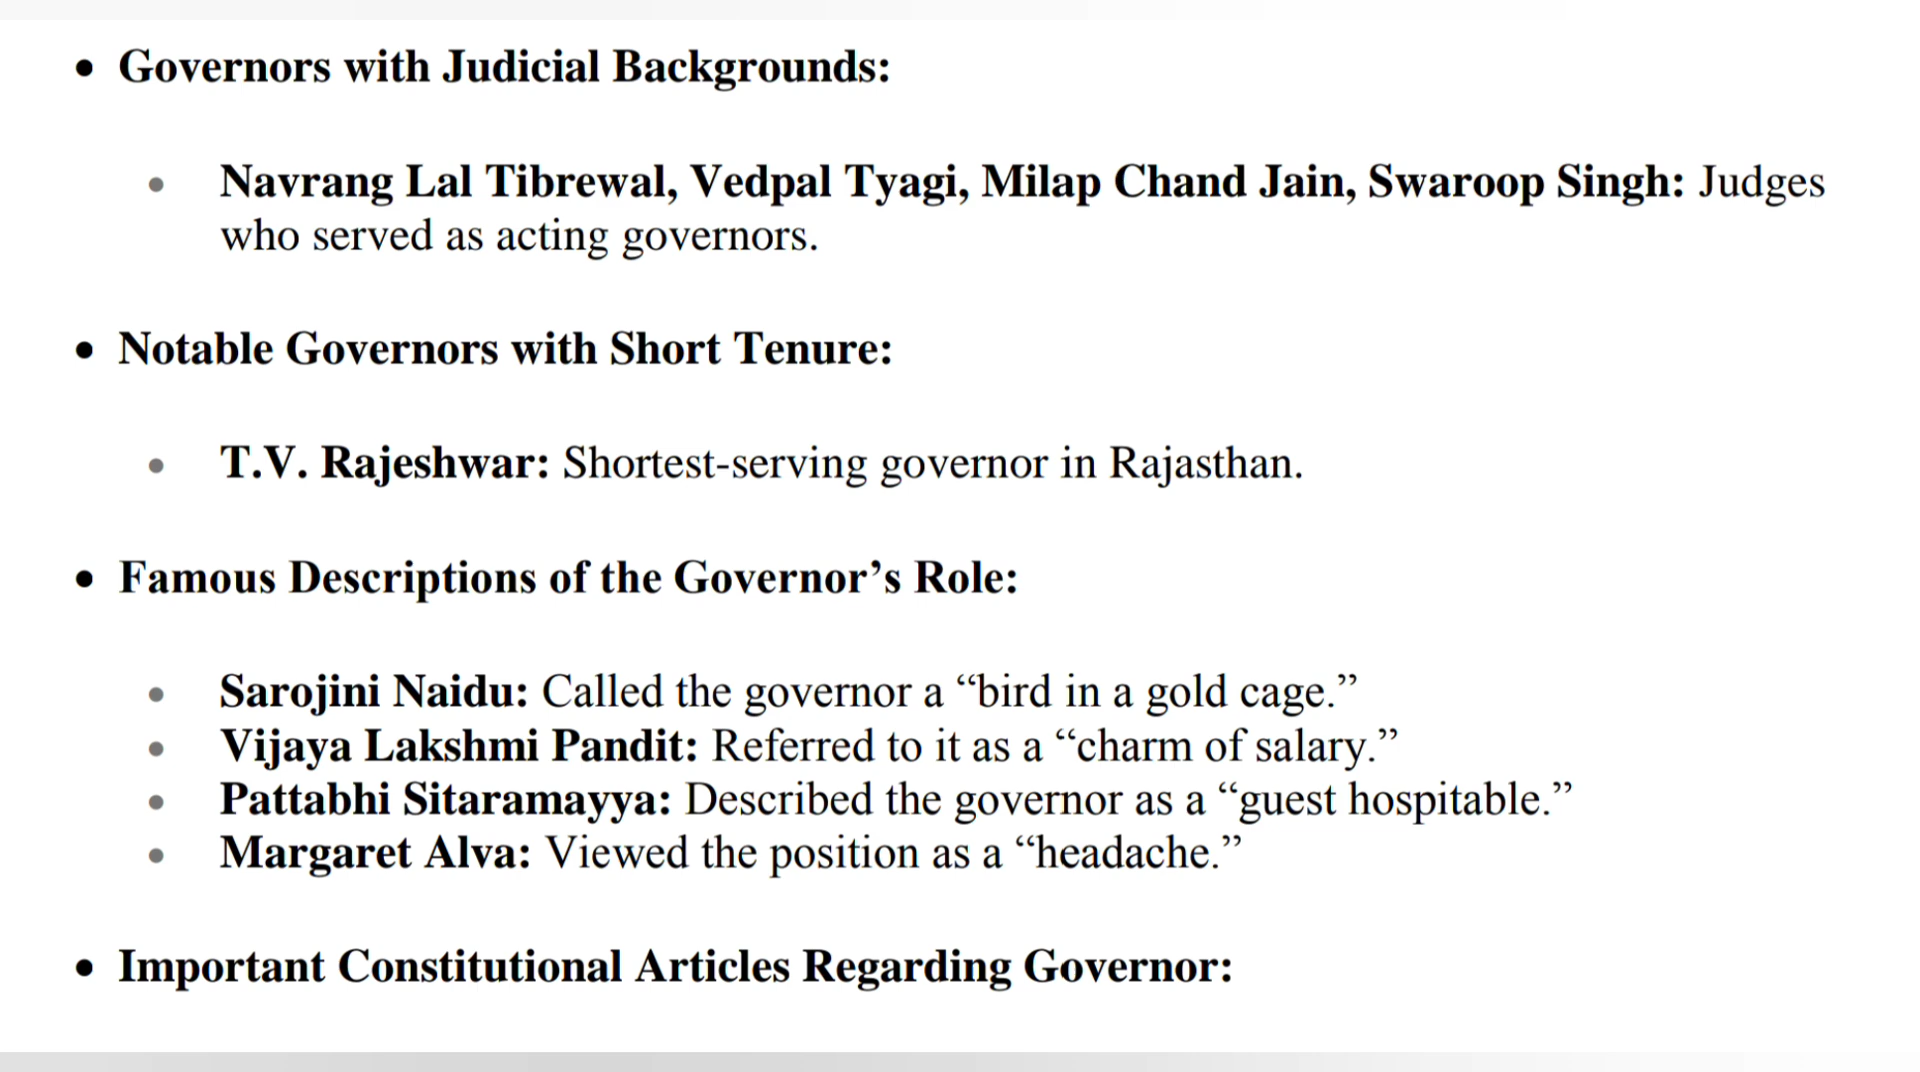 • Governors with Judicial Backgrounds:
• Navrang Lal Tibrewal, Vedpal Tyagi, Milap Chand Jain, Swaroop Singh: Judges
who served as acting governors.
• Notable Governors with Short Tenure:
• T.V. Rajeshwar: Shortest-serving governor in Rajasthan.
• Famous Descriptions of the Governor’s Role:
• Sarojini Naidu: Called the governor a “bird in a gold cage.”
• Vijaya Lakshmi Pandit: Referred to it as a “charm of salary.”
• Pattabhi Sitaramayya: Described the governor as a “guest hospitable.”
• Margaret Alva: Viewed the position as a “headache.”
• Important Constitutional Articles Regarding Governor: